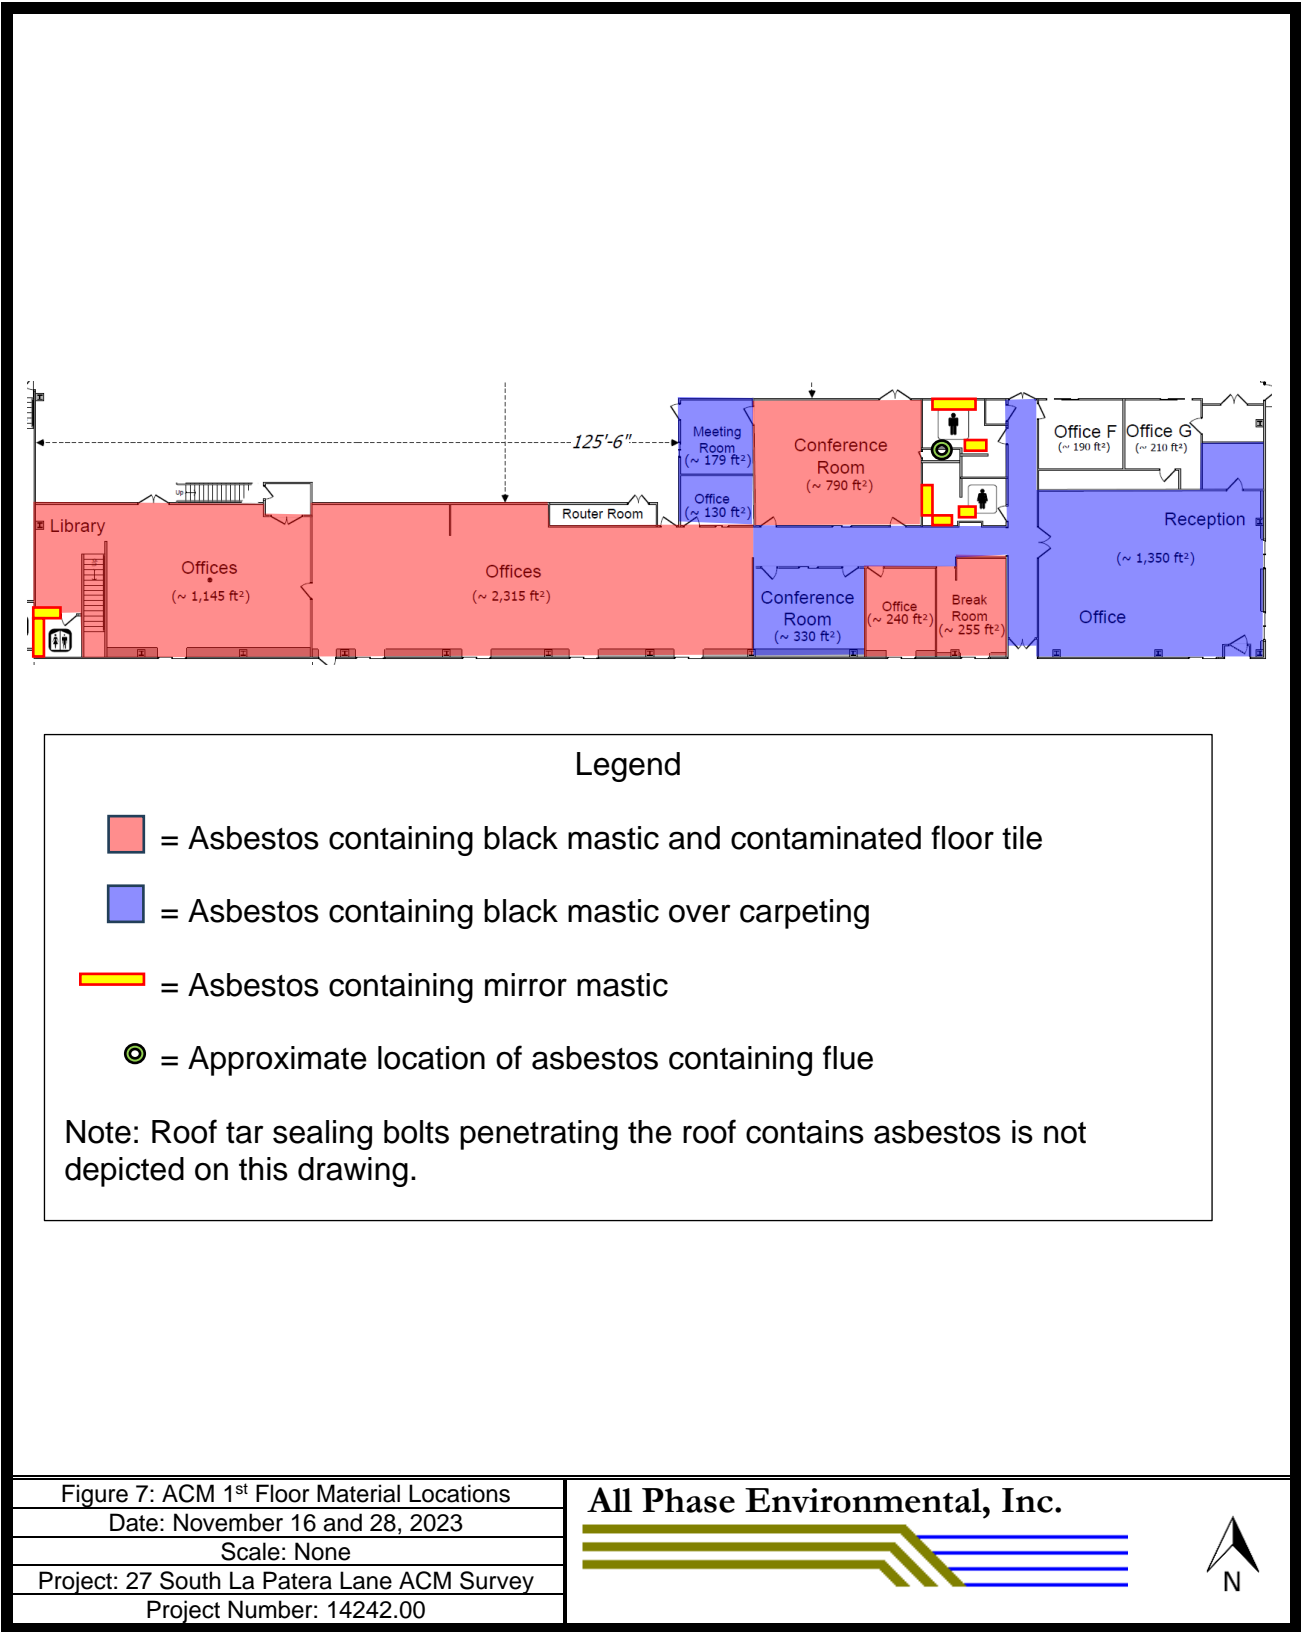 125'-6"
Meeting
Room
(~ 179 ft²)
Office
(~ 130 ft²)
Conference
Room
(~ 790 ft²)
Office F
(~ 190 ft²)
Office G
(~ 210 ft²)
Up
Router Room
Library
Offices
(~ 1,145 ft²)
Offices
(~ 2,315 ft²)
Conference
Room
(~ 330 ft²)
Office
(~ 240 ft²)
Break
Room
(~ 255 ft²)
Reception
(~ 1,350 ft²)
Office
Legend
= Asbestos containing black mastic and contaminated floor tile
= Asbestos containing black mastic over carpeting
= Asbestos containing mirror mastic
= Approximate location of asbestos containing flue
Note: Roof tar sealing bolts penetrating the roof contains asbestos is not
depicted on this drawing.
Figure 7: ACM 1st Floor Material Locations
Date: November 16 and 28, 2023
Scale: None
Project: 27 South La Patera Lane ACM Survey
Project Number: 14242.00
All Phase Environmental, Inc.
N